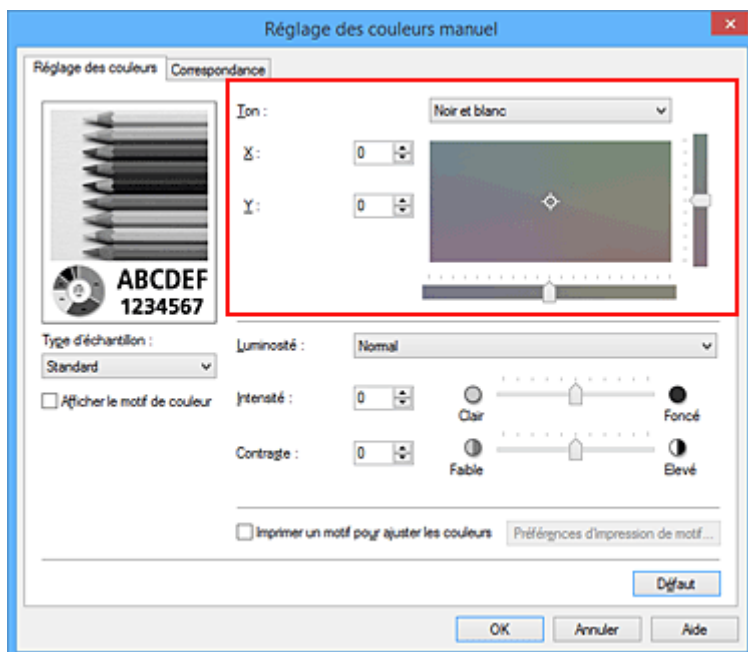 Réglage des couleurs manuel
Réglage des couleurs
Correspondance
Ton :
Noir et blanc
X :
0
Y :
0
ABCDEF
1234567
Type d'échantillon :
Standard
Afficher le motif de couleur
Luminosité :
Normal
Intensité :
0
Clair
Foncé
Contraste :
0
Faible
Elevé
Imprimer un motif pour ajuster les couleurs
Préférences d'impression de motif...
Défaut
OK
Annuler
Aide